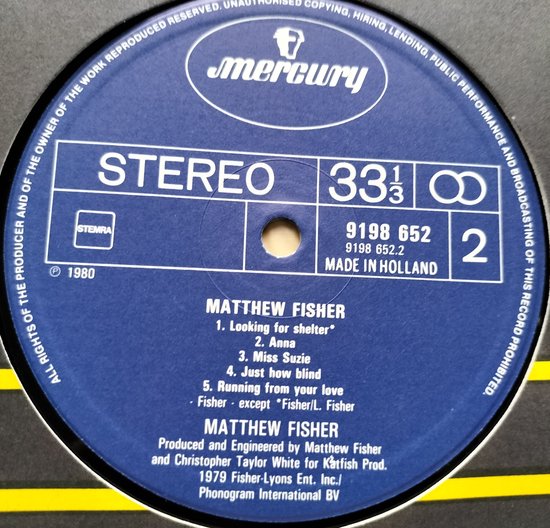 ALL RIGHTS OF THE PRODUCER AND OF THE OWNER OF THE WORK REPRODUCED RESERVED. UNAUTHORISED COPYING, HIRING, LENDING, PUBLIC PERFORMANCE AND BROADCASTING OF THIS RECORD PROHIBITED.
mercury
STEREO
33 1/3
STEMRA
9198 652
9198 652.2
MADE IN HOLLAND
2
℗ 1980
MATTHEW FISHER
1. Looking for shelter*
2. Anna
3. Miss Suzie
4. Just how blind
5. Running from your love
Fisher - except *Fisher/L. Fisher
MATTHEW FISHER
Produced and Engineered by Matthew Fisher
and Christopher Taylor White for Katfish Prod.
1979 Fisher-Lyons Ent. Inc./
Phonogram International BV